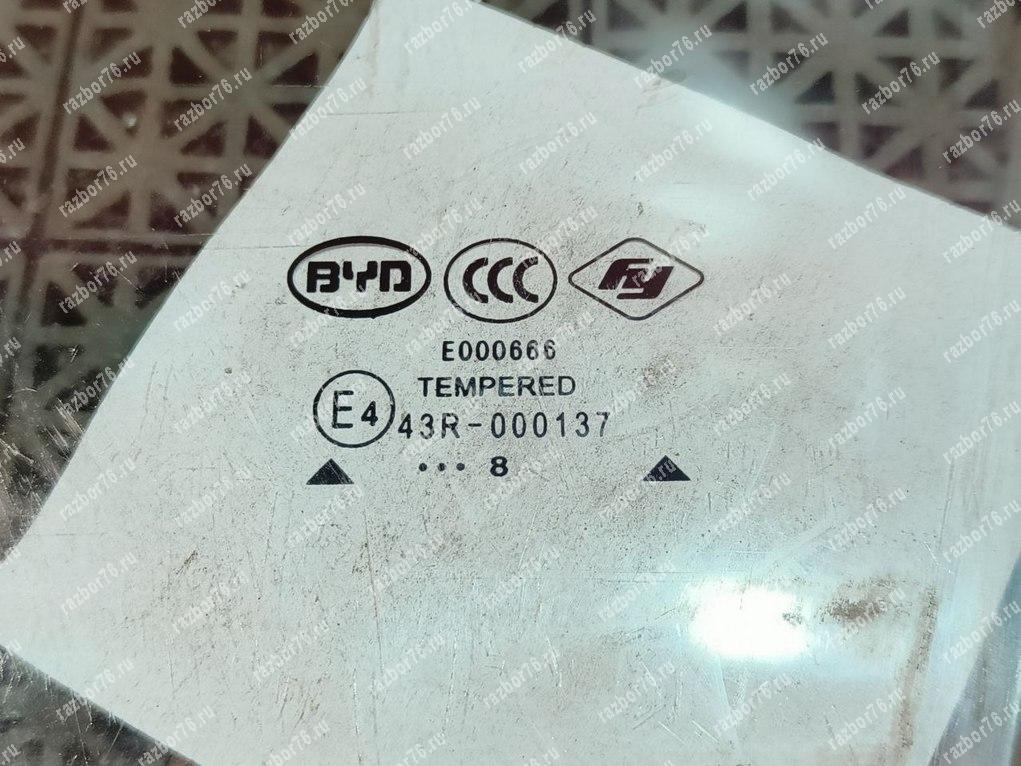 BYD CCC FY
E000666
TEMPERED
E4 43R-000137
••• 8
razbor76.ru